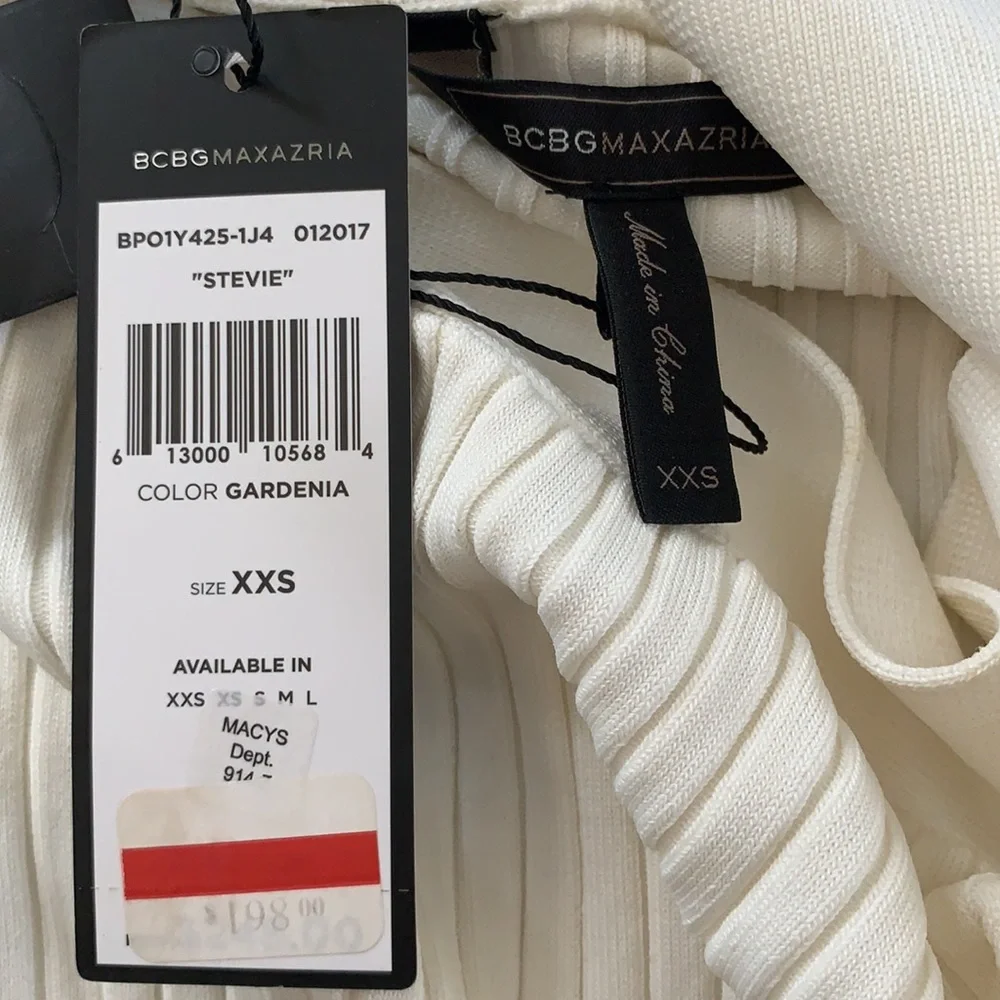 BCBGMAXAZRIA
BPO1Y425-1J4 012017
"STEVIE"
6 13000 10568 4
COLOR GARDENIA
SIZE XXS
AVAILABLE IN
XXS XS S M L
MACYS
Dept.
914
$198 00
BCBGMAXAZRIA
Made in China
XXS